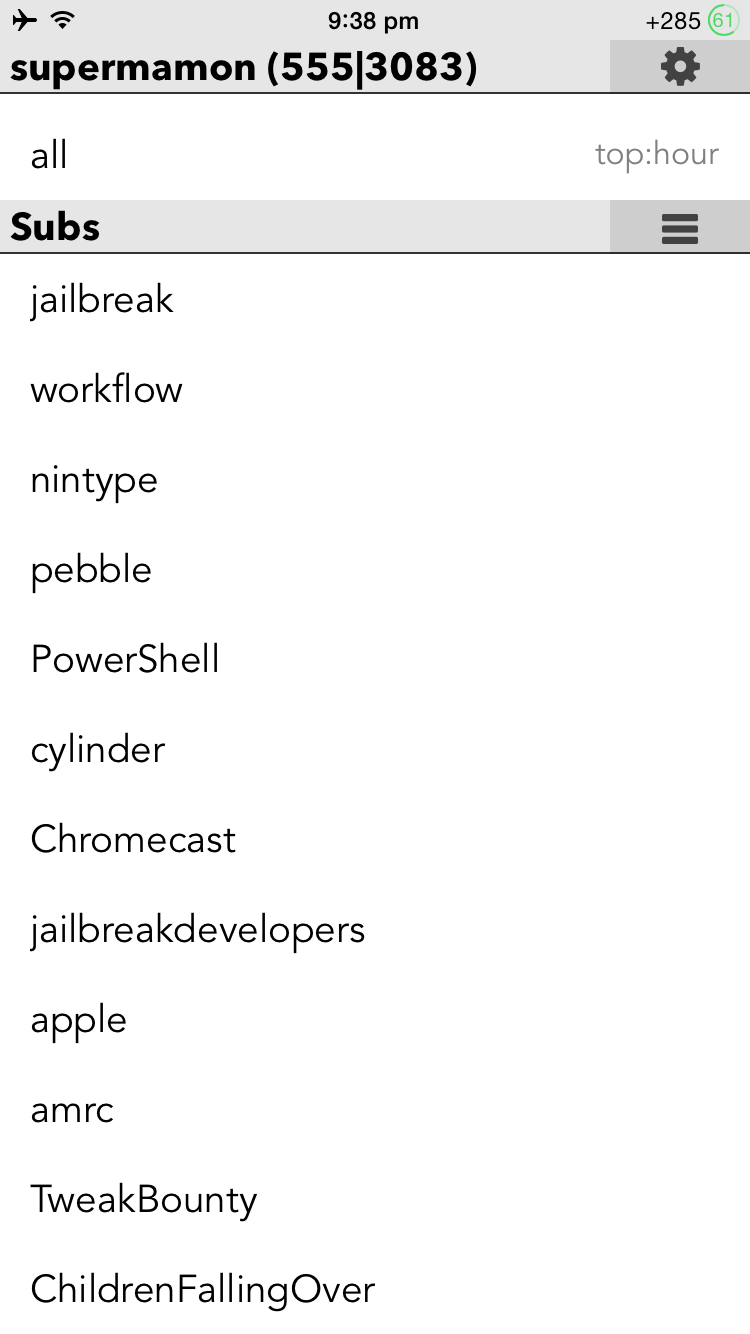 9:38 pm
+285 61
supermamon (555|3083)
all top:hour
Subs
jailbreak
workflow
nintype
pebble
PowerShell
cylinder
Chromecast
jailbreakdevelopers
apple
amrc
TweakBounty
ChildrenFallingOver